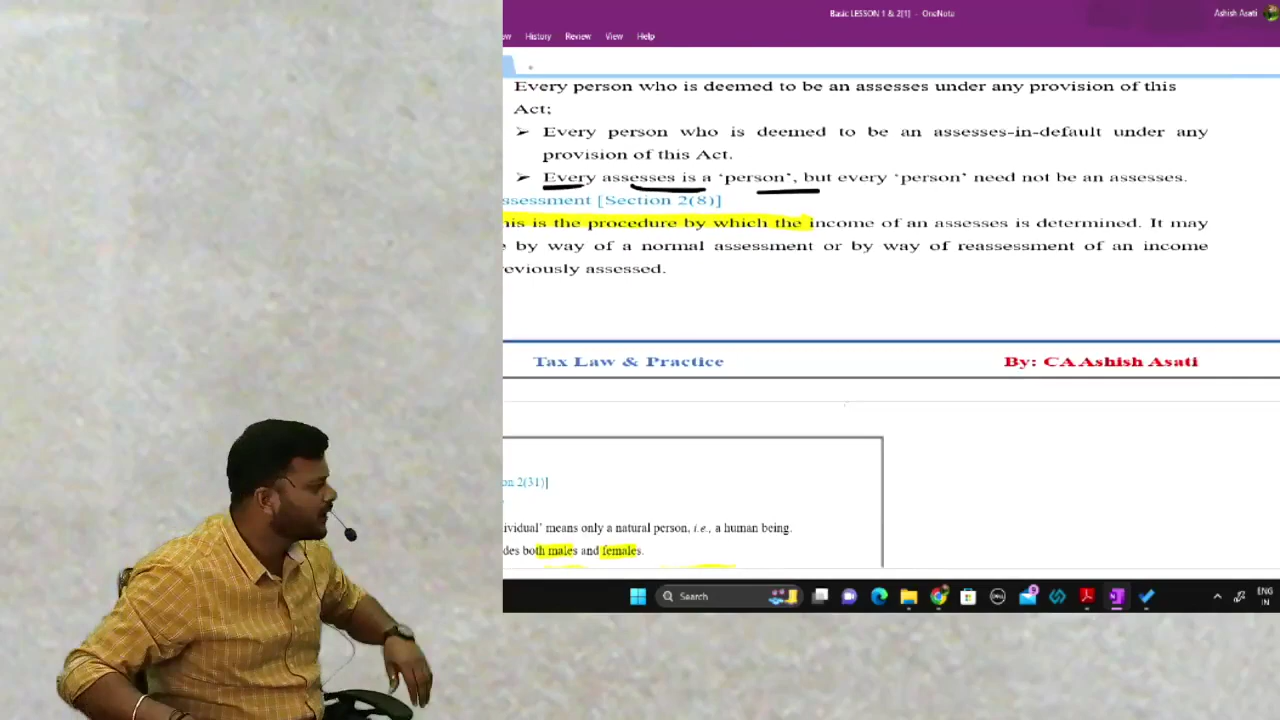 Basic LESSON 1 & 2[1] - OneNote
Ashish Asati
History Review View Help
Every person who is deemed to be an assesses under any provision of this
Act;
➢ Every person who is deemed to be an assesses-in-default under any
provision of this Act.
➢ Every assesses is a ‘person’, but every ‘person’ need not be an assesses.
ssessment [Section 2(8)]
his is the procedure by which the income of an assesses is determined. It may
by way of a normal assessment or by way of reassessment of an income
reviously assessed.
Tax Law & Practice
By: CA Ashish Asati
on 2(31)]
ividual’ means only a natural person, i.e., a human being.
des both males and females.
Search
ENG
IN